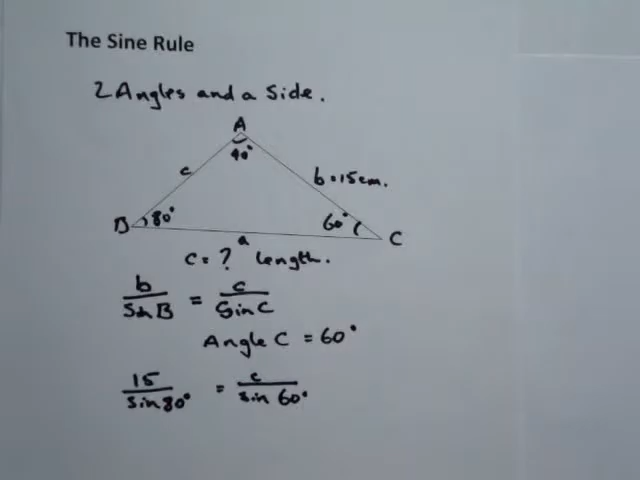 The Sine Rule
2 Angles and a Side.
A
40°
c
b=15cm.
B 80°
60° C
a
c = ? length.
b/Sin B = c/Sin C
Angle C = 60°
15/sin 80° = c/sin 60°